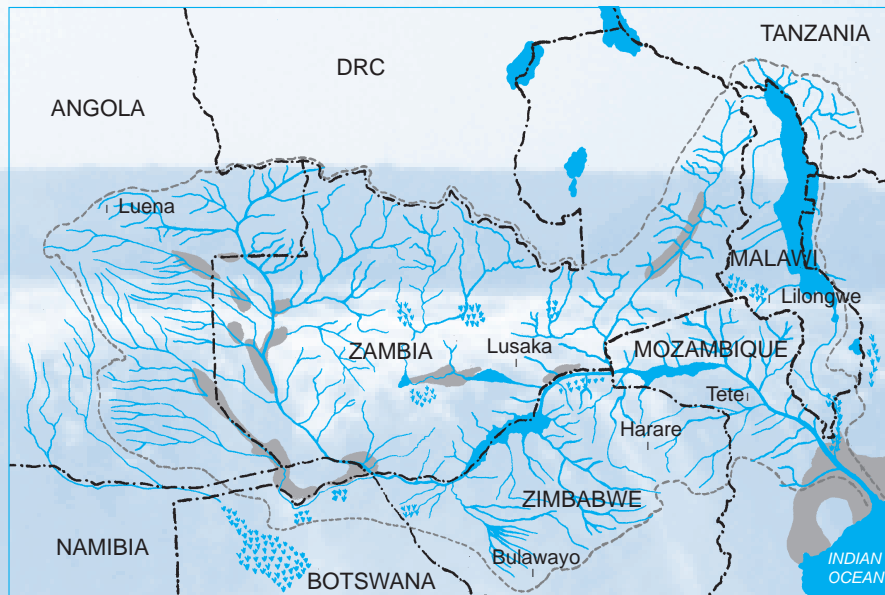 TANZANIA
DRC
ANGOLA
Luena
MALAWI
Lilongwe
ZAMBIA
Lusaka
MOZAMBIQUE
Tete
Harare
ZIMBABWE
NAMIBIA
Bulawayo
BOTSWANA
INDIAN
OCEAN